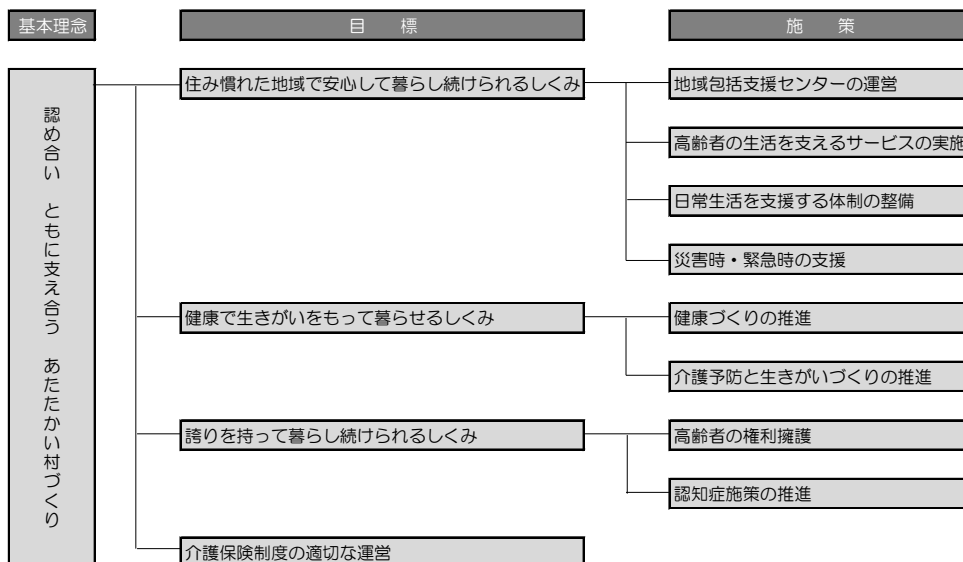 基本理念
目　標
施　策
認め合い　ともに支え合う　あたたかい村づくり
住み慣れた地域で安心して暮らし続けられるしくみ
地域包括支援センターの運営
高齢者の生活を支えるサービスの実施
日常生活を支援する体制の整備
災害時・緊急時の支援
健康で生きがいをもって暮らせるしくみ
健康づくりの推進
介護予防と生きがいづくりの推進
誇りを持って暮らし続けられるしくみ
高齢者の権利擁護
認知症施策の推進
介護保険制度の適切な運営